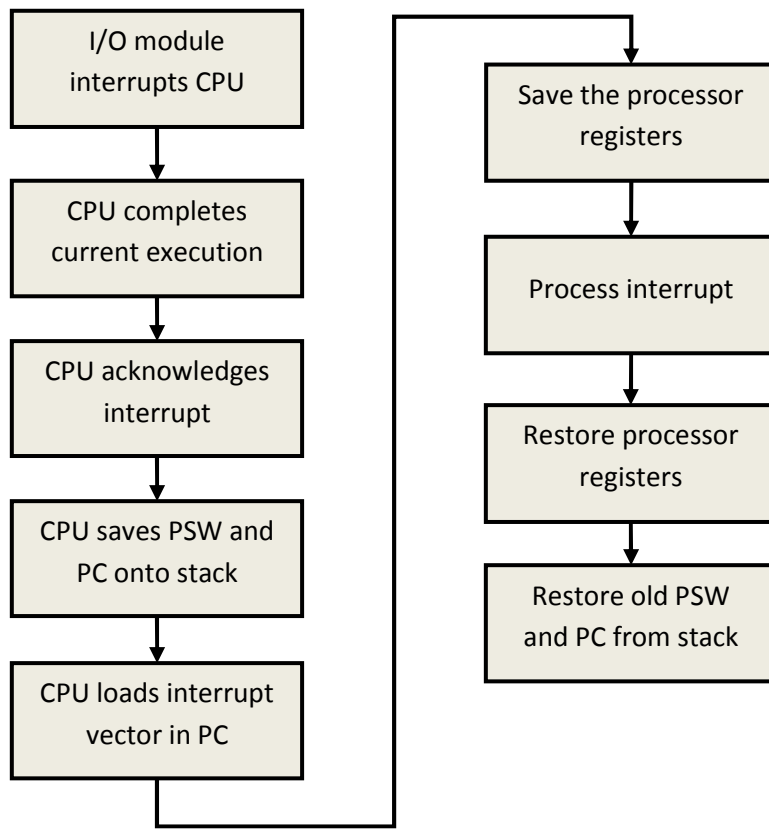 I/O module
interrupts CPU
CPU completes
current execution
CPU acknowledges
interrupt
CPU saves PSW and
PC onto stack
CPU loads interrupt
vector in PC
Save the processor
registers
Process interrupt
Restore processor
registers
Restore old PSW
and PC from stack